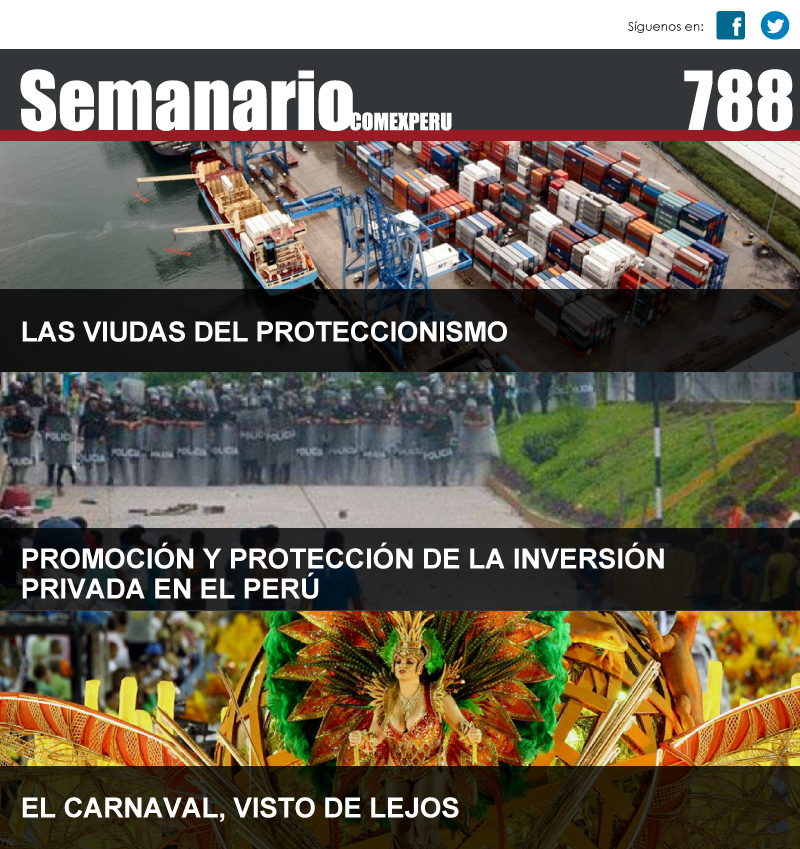 Síguenos en:
Semanario COMEXPERU 788
LAS VIUDAS DEL PROTECCIONISMO
POLICIA POLICIA POLICIA POLICIA POLICIA POLICIA POLICIA
PROMOCIÓN Y PROTECCIÓN DE LA INVERSIÓN
PRIVADA EN EL PERÚ
EL CARNAVAL, VISTO DE LEJOS